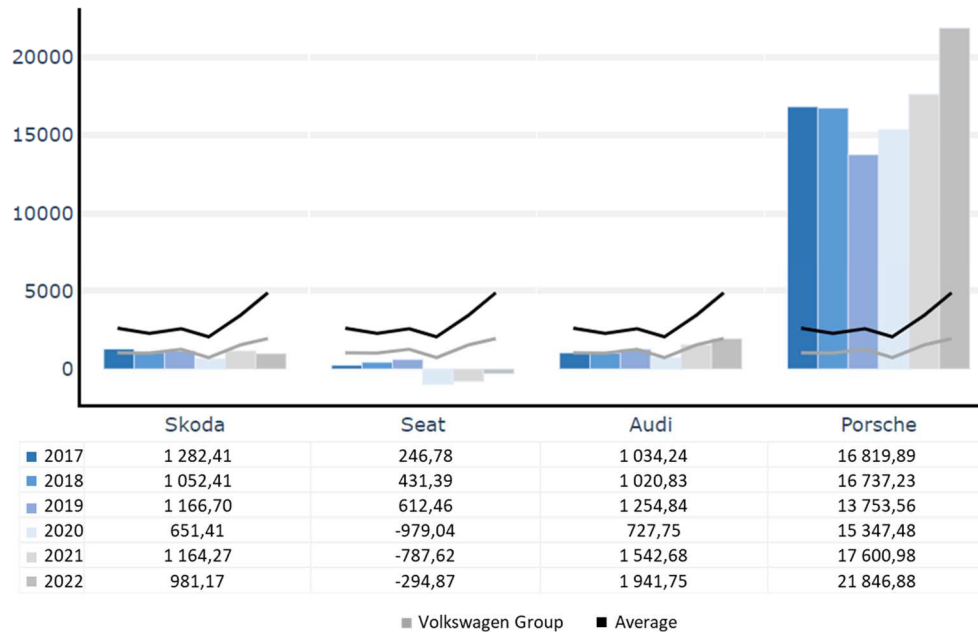 20000
15000
10000
5000
0
Skoda Seat Audi Porsche
2017 1 282,41 246,78 1 034,24 16 819,89
2018 1 052,41 431,39 1 020,83 16 737,23
2019 1 166,70 612,46 1 254,84 13 753,56
2020 651,41 -979,04 727,75 15 347,48
2021 1 164,27 -787,62 1 542,68 17 600,98
2022 981,17 -294,87 1 941,75 21 846,88
Volkswagen Group Average